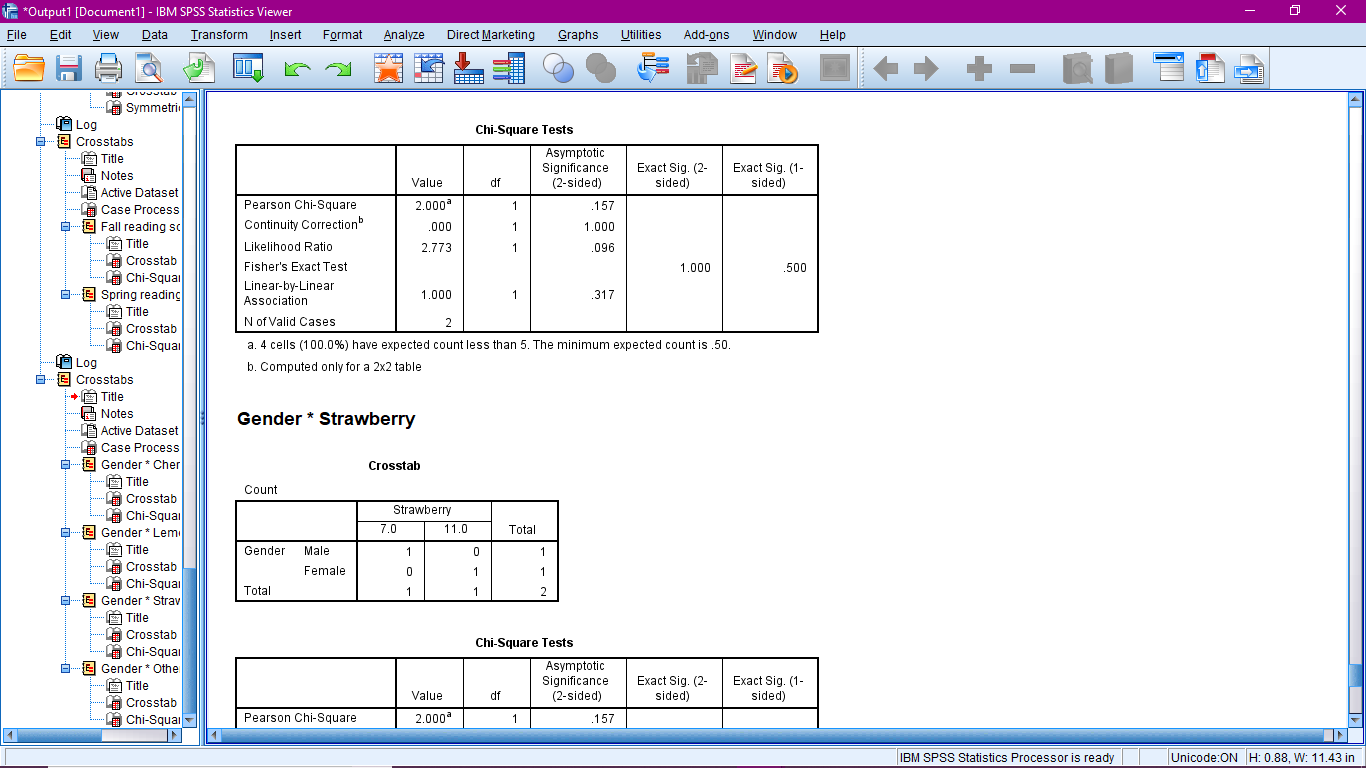 *Output1 [Document1] - IBM SPSS Statistics Viewer
File Edit View Data Transform Insert Format Analyze Direct Marketing Graphs Utilities Add-ons Window Help
Symmetri
Log
Crosstabs
Title
Notes
Active Dataset
Case Process
Fall reading sc
Title
Crosstab
Chi-Squar
Spring reading
Title
Crosstab
Chi-Squar
Log
Crosstabs
Title
Notes
Active Dataset
Case Process
Gender * Cher
Title
Crosstab
Chi-Squar
Gender * Lem
Title
Crosstab
Chi-Squar
Gender * Straw
Title
Crosstab
Chi-Squar
Gender * Othe
Title
Crosstab
Chi-Squar
Chi-Square Tests
Value df Asymptotic Significance (2-sided) Exact Sig. (2-sided) Exact Sig. (1-sided)
Pearson Chi-Square 2.000a 1 .157
Continuity Correctionb .000 1 1.000
Likelihood Ratio 2.773 1 .096
Fisher's Exact Test 1.000 .500
Linear-by-Linear Association 1.000 1 .317
N of Valid Cases 2
a. 4 cells (100.0%) have expected count less than 5. The minimum expected count is .50.
b. Computed only for a 2x2 table
Gender * Strawberry
Crosstab
Count
Strawberry
7.0 11.0 Total
Gender Male 1 0 1
Female 0 1 1
Total 1 1 2
Chi-Square Tests
Value df Asymptotic Significance (2-sided) Exact Sig. (2-sided) Exact Sig. (1-sided)
Pearson Chi-Square 2.000a 1 .157
IBM SPSS Statistics Processor is ready Unicode:ON H: 0.88, W: 11.43 in